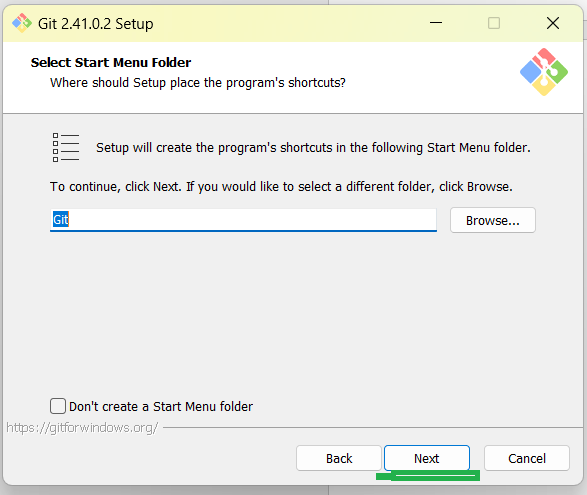 Git 2.41.0.2 Setup
Select Start Menu Folder
Where should Setup place the program's shortcuts?
Setup will create the program's shortcuts in the following Start Menu folder.
To continue, click Next. If you would like to select a different folder, click Browse.
Git
Browse...
Don't create a Start Menu folder
https://gitforwindows.org/
Back
Next
Cancel